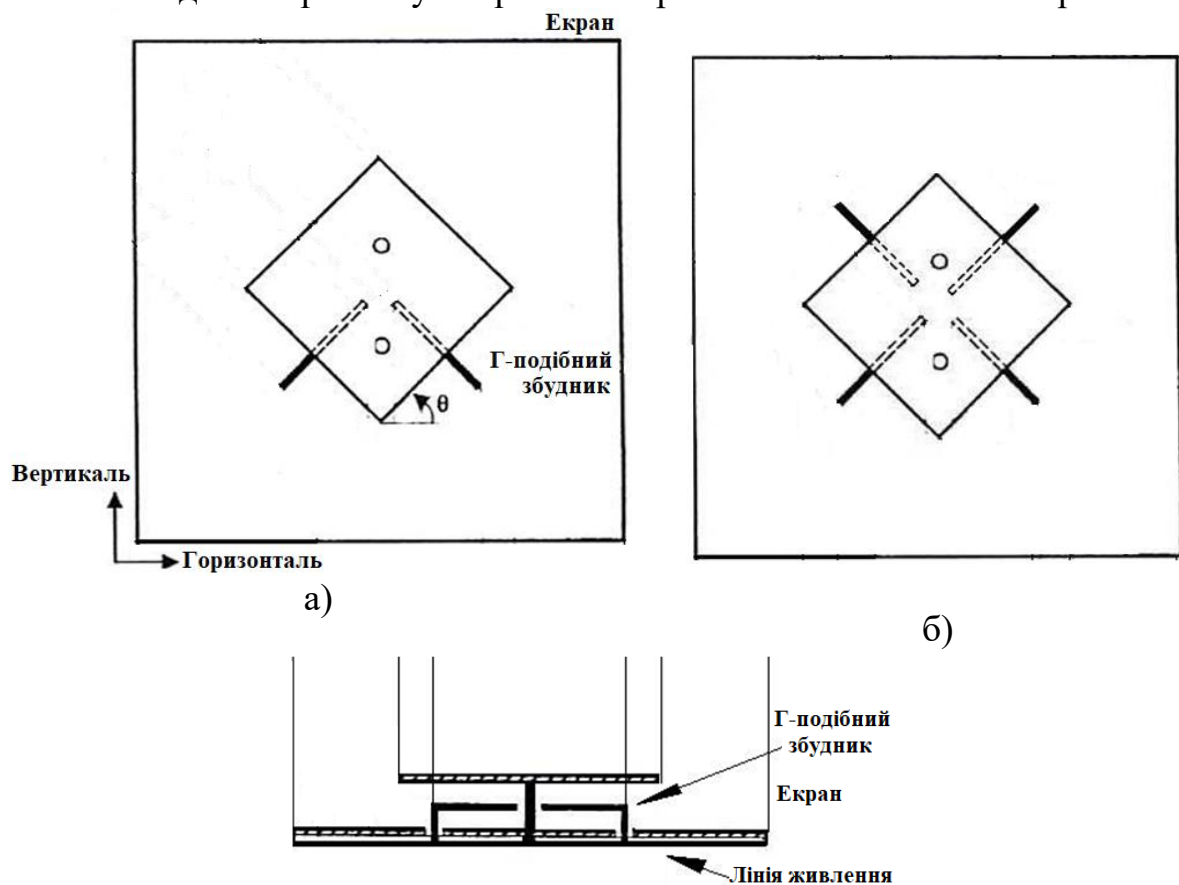 Екран
Г-подібний
збудник
θ
Вертикаль
Горизонталь
а)
б)
Г-подібний
збудник
Екран
Лінія живлення